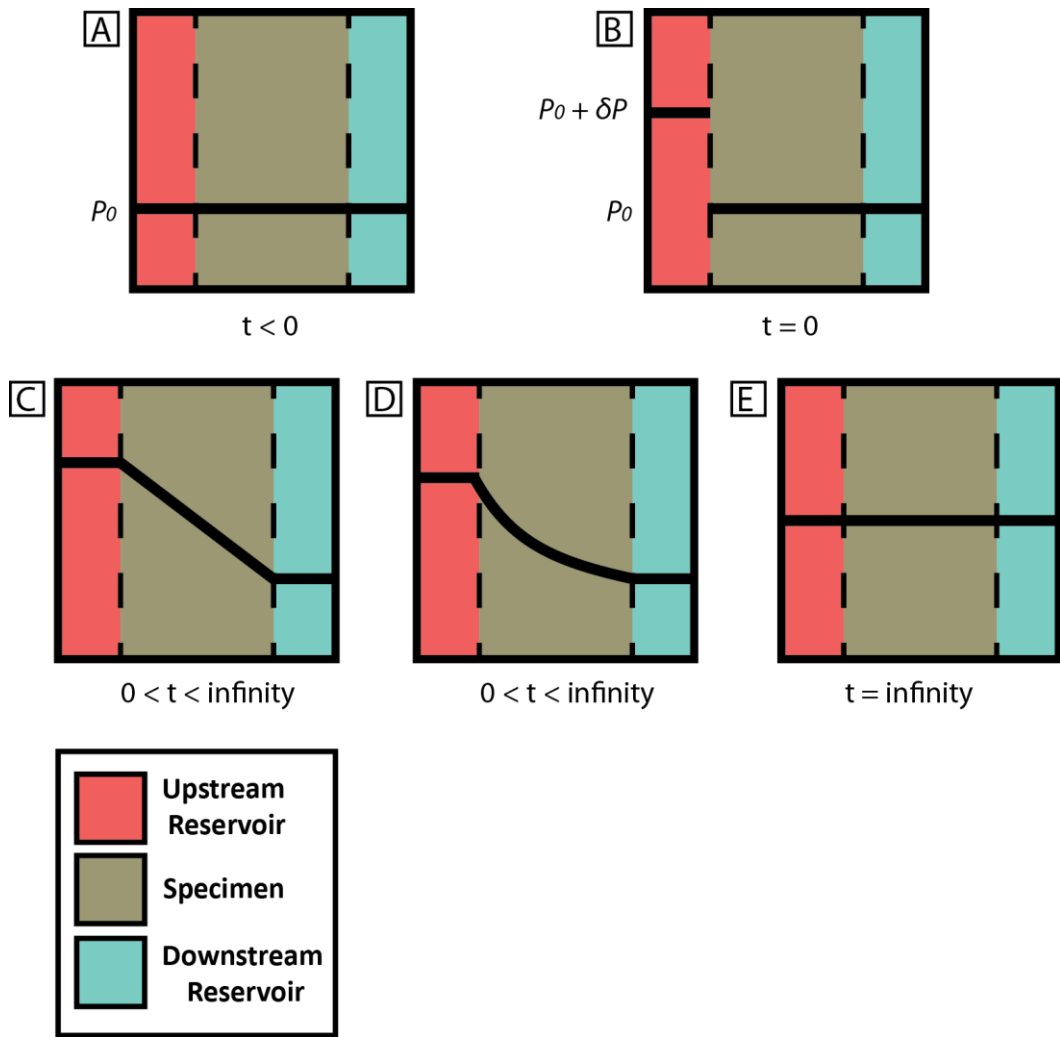 A
B
P0 + δP
P0
P0
t < 0
t = 0
C
D
E
0 < t < infinity
0 < t < infinity
t = infinity
Upstream
Reservoir
Specimen
Downstream
Reservoir